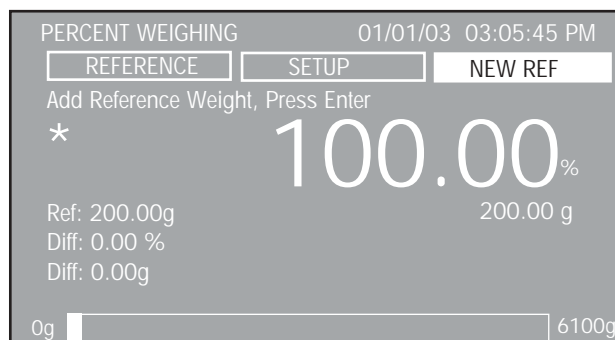 PERCENT WEIGHING 01/01/03 03:05:45 PM
REFERENCE SETUP NEW REF
Add Reference Weight, Press Enter
* 100.00%
Ref: 200.00g 200.00 g
Diff: 0.00 %
Diff: 0.00g
0g 6100g